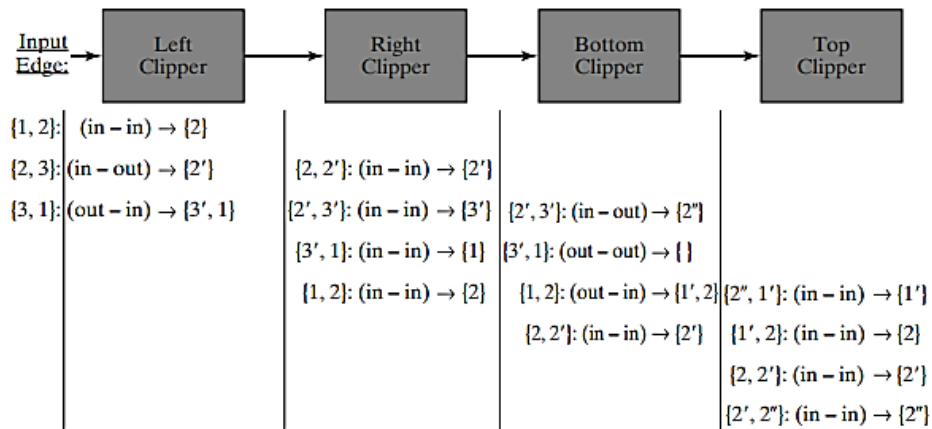 Input Edge: Left Clipper Right Clipper Bottom Clipper Top Clipper
{1, 2}: (in – in) → {2}
{2, 3}: (in – out) → {2′} {2, 2′}: (in – in) → {2′}
{3, 1}: (out – in) → {3′, 1} {2′, 3′}: (in – in) → {3′} {2′, 3′}: (in – out) → {2″}
{3′, 1}: (in – in) → {1} {3′, 1}: (out – out) → { }
{1, 2}: (in – in) → {2} {1, 2}: (out – in) → {1′, 2} {2″, 1′}: (in – in) → {1′}
{2, 2′}: (in – in) → {2′} {1′, 2}: (in – in) → {2}
{2, 2′}: (in – in) → {2′}
{2′, 2″}: (in – in) → {2″}